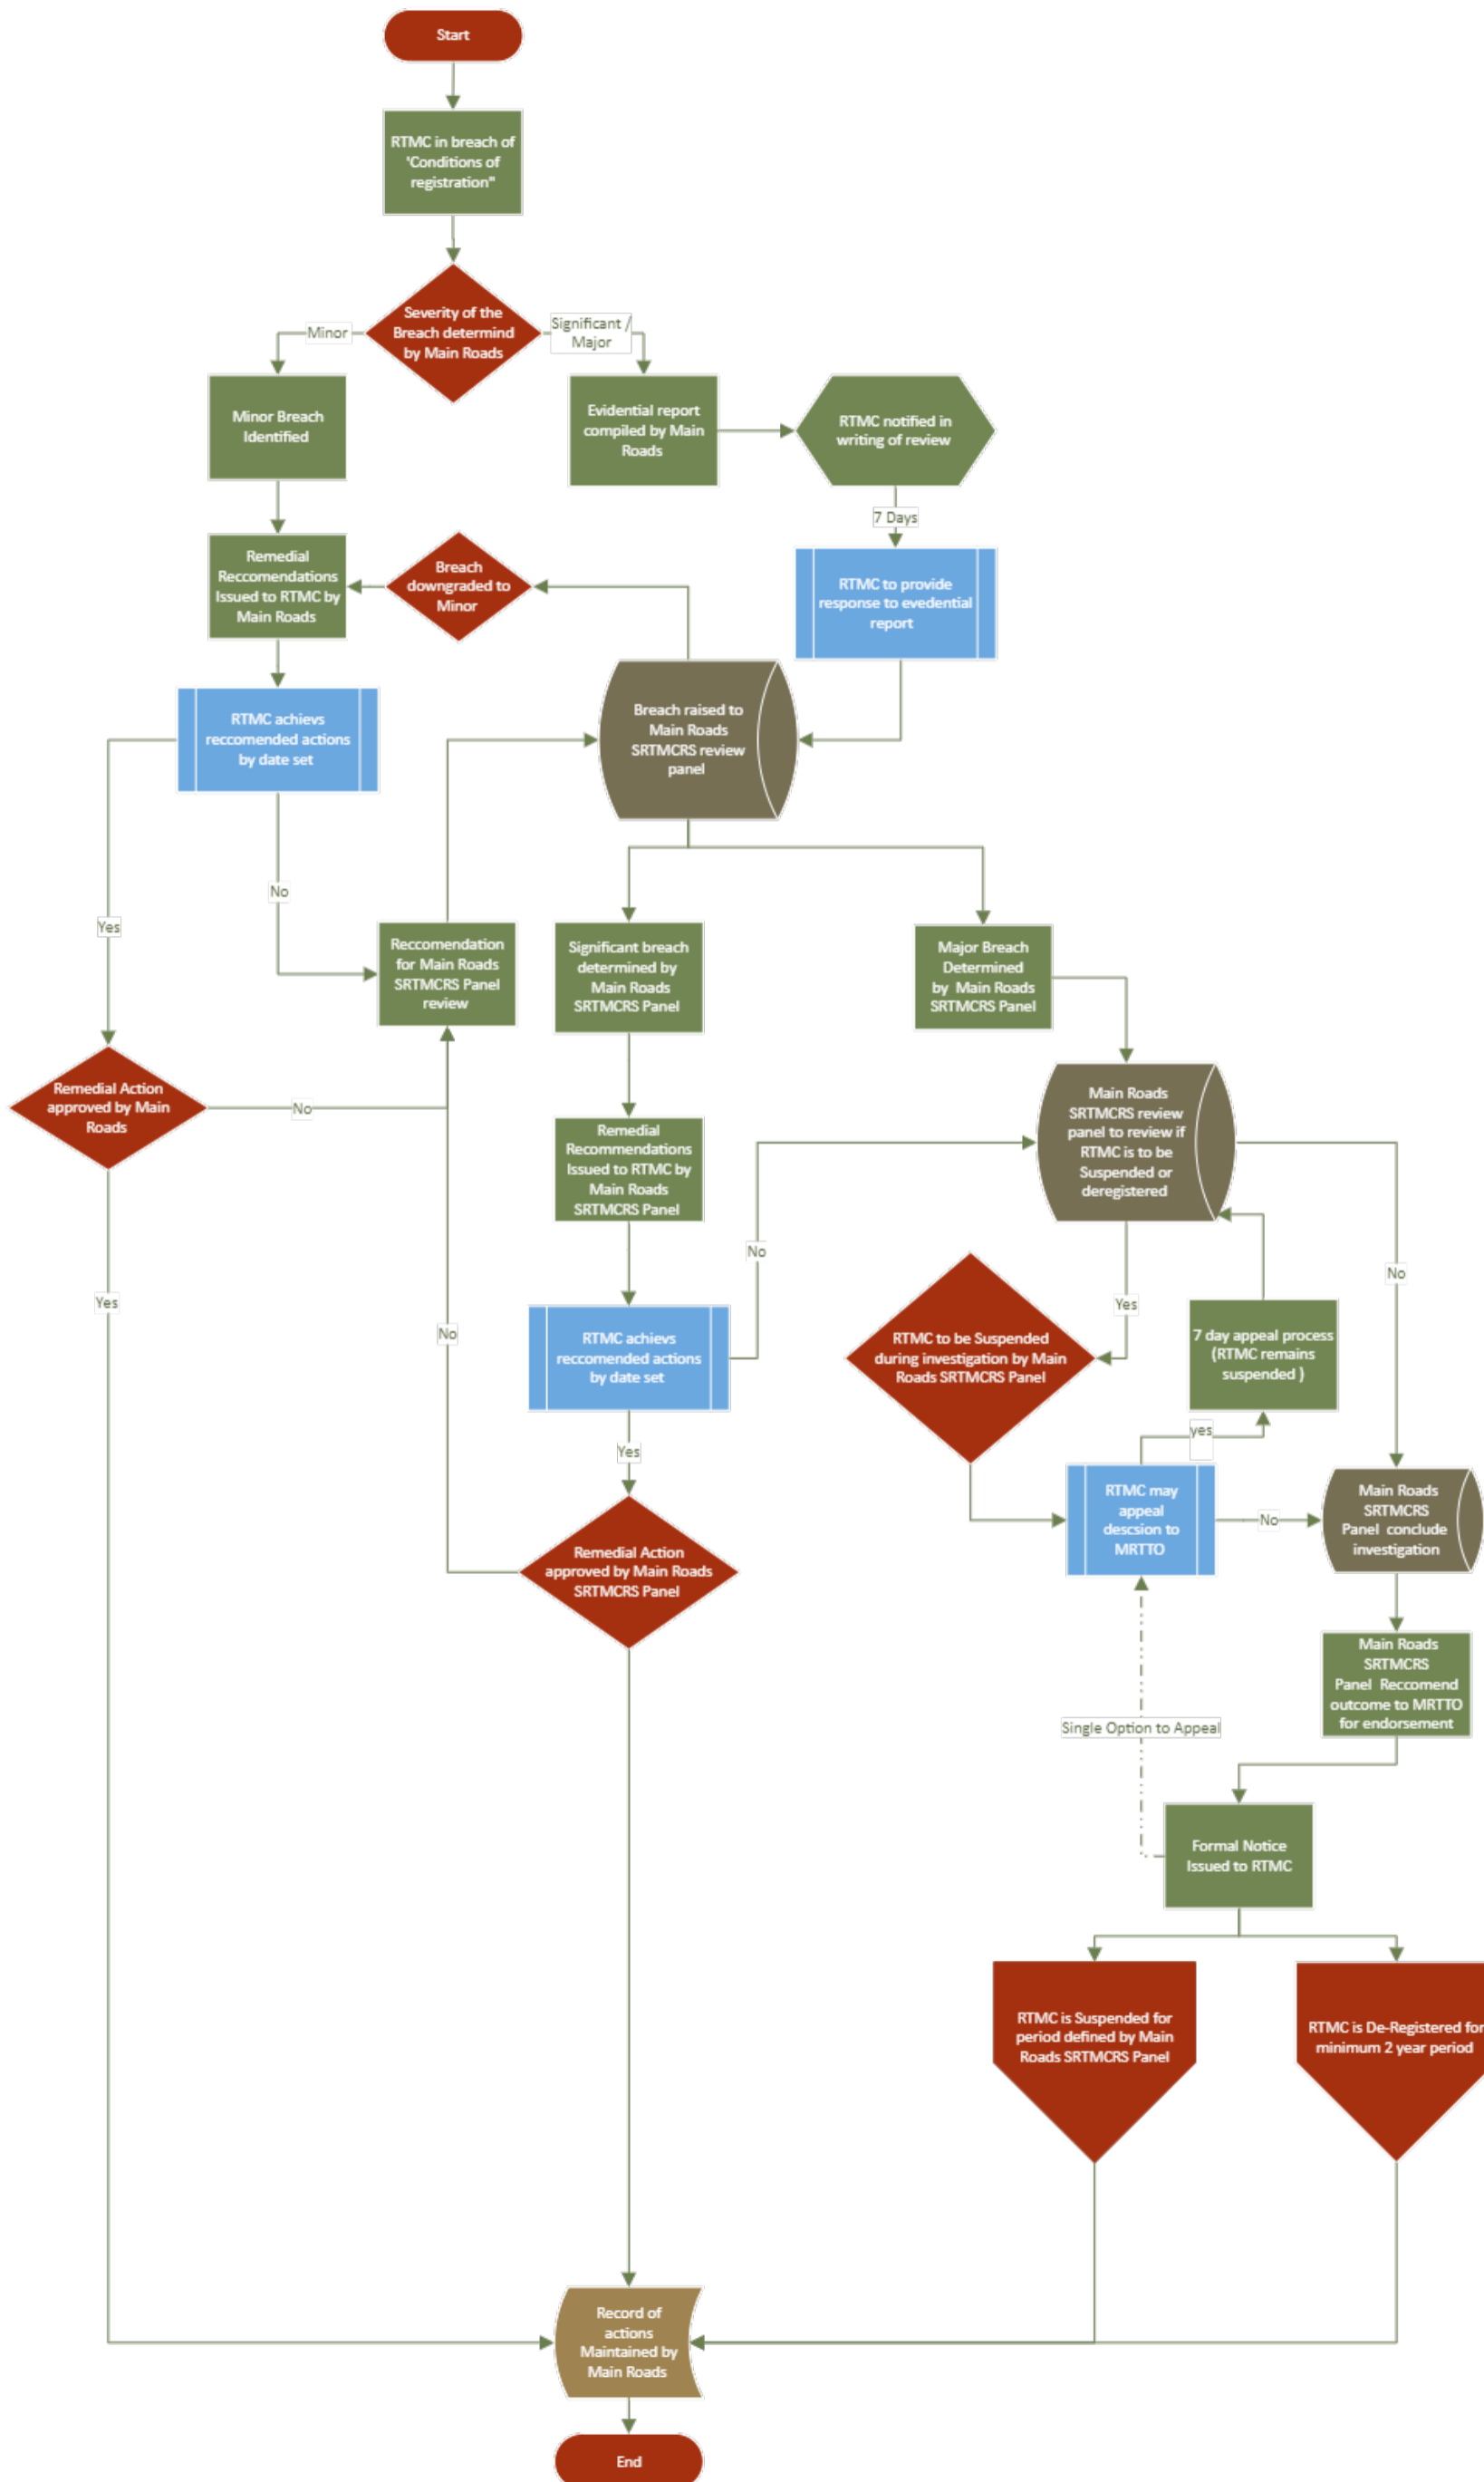 Start
RTMC in breach of
'Conditions of
registration"
Severity of the
Breach determind
by Main Roads
Minor
Significant /
Major
Minor Breach
Identified
Evidential report
compiled by Main
Roads
RTMC notified in
writing of review
7 Days
Remedial
Reccomendations
Issued to RTMC by
Main Roads
Breach
downgraded to
Minor
RTMC to provide
response to evedential
report
RTMC achievs
reccomended actions
by date set
Breach raised to
Main Roads
SRTMCRS review
panel
No
Yes
Reccomendation
for Main Roads
SRTMCRS Panel
review
Significant breach
determined by
Main Roads
SRTMCRS Panel
Major Breach
Determined
by Main Roads
SRTMCRS Panel
Remedial Action
approved by Main
Roads
No
Main Roads
SRTMCRS review
panel to review if
RTMC is to be
Suspended or
deregistered
Remedial
Recommendations
Issued to RTMC by
Main Roads
SRTMCRS Panel
No
No
Yes
Yes
No
RTMC to be Suspended
during investigation by Main
Roads SRTMCRS Panel
7 day appeal process
(RTMC remains
suspended )
RTMC achievs
reccomended actions
by date set
Yes
yes
RTMC may
appeal
descsion to
MRTTO
No
Main Roads
SRTMCRS
Panel conclude
investigation
Remedial Action
approved by Main Roads
SRTMCRS Panel
Main Roads
SRTMCRS
Panel Reccomend
outcome to MRTTO
for endorsement
Single Option to Appeal
Formal Notice
Issued to RTMC
RTMC is Suspended for
period defined by Main
Roads SRTMCRS Panel
RTMC is De-Registered for
minimum 2 year period
Record of
actions
Maintained by
Main Roads
End